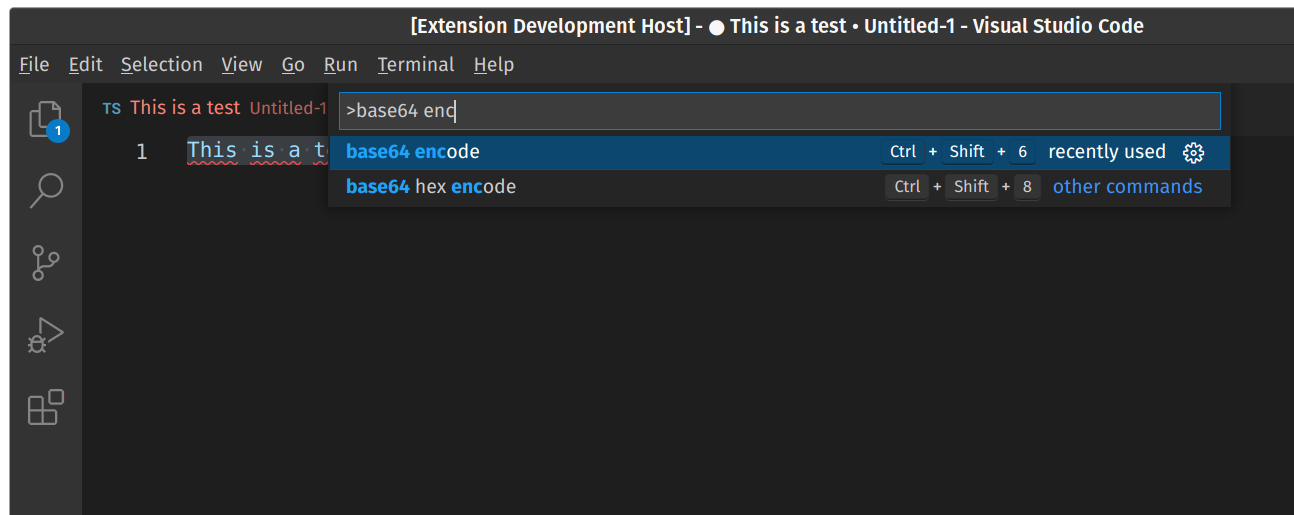 [Extension Development Host] - ● This is a test • Untitled-1 - Visual Studio Code
File Edit Selection View Go Run Terminal Help
TS This is a test Untitled-1
>base64 enc
1
1 This is a t
base64 encode Ctrl + Shift + 6 recently used
base64 hex encode Ctrl + Shift + 8 other commands